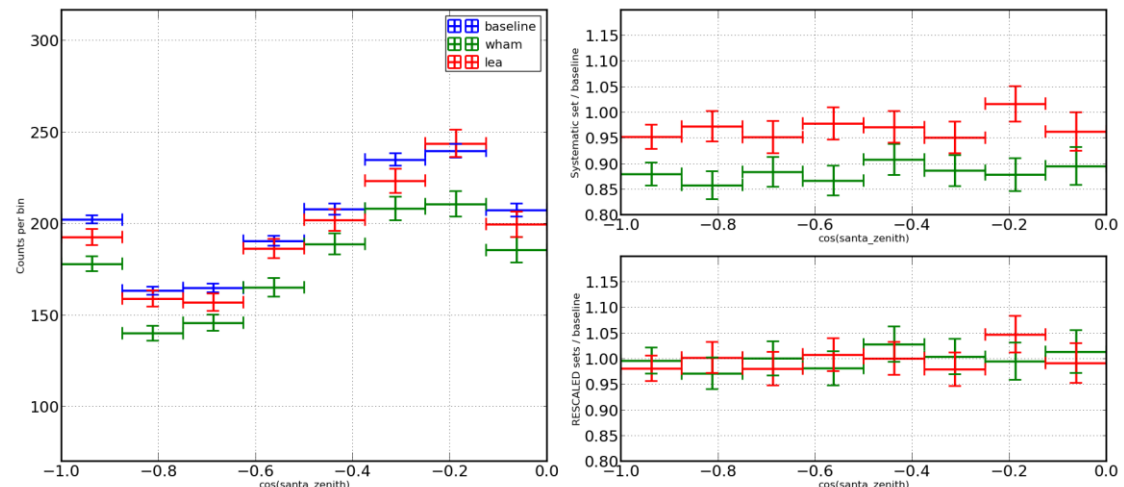 300
250
200
150
100
Counts per bin
baseline
wham
lea
−1.0 −0.8 −0.6 −0.4 −0.2 0.0
cos(santa_zenith)
1.15
1.10
1.05
1.00
0.95
0.90
0.85
0.80
Systematic set / baseline
−1.0 −0.8 −0.6 −0.4 −0.2 0.0
cos(santa_zenith)
1.15
1.10
1.05
1.00
0.95
0.90
0.85
0.80
RESCALED sets / baseline
−1.0 −0.8 −0.6 −0.4 −0.2 0.0
cos(santa_zenith)